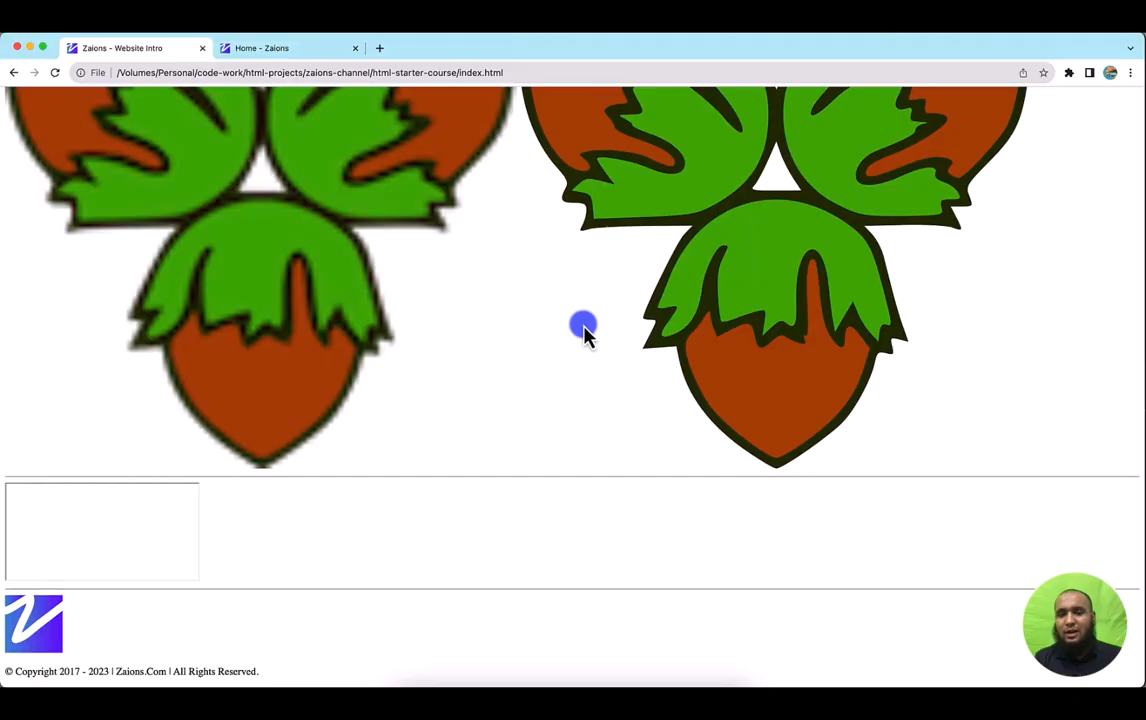 Zaions - Website Intro
Home - Zaions
File
/Volumes/Personal/code-work/html-projects/zaions-channel/html-starter-course/index.html
© Copyright 2017 - 2023 | Zaions.Com | All Rights Reserved.